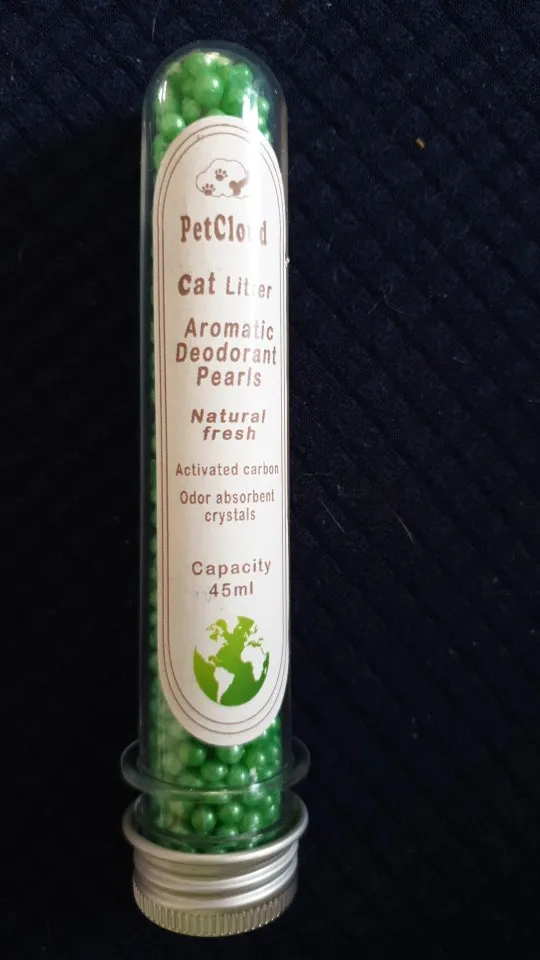 PetCloud
Cat Litter
Aromatic
Deodorant
Pearls
Natural
fresh
Activated carbon
Odor absorbent
crystals
Capacity
45ml